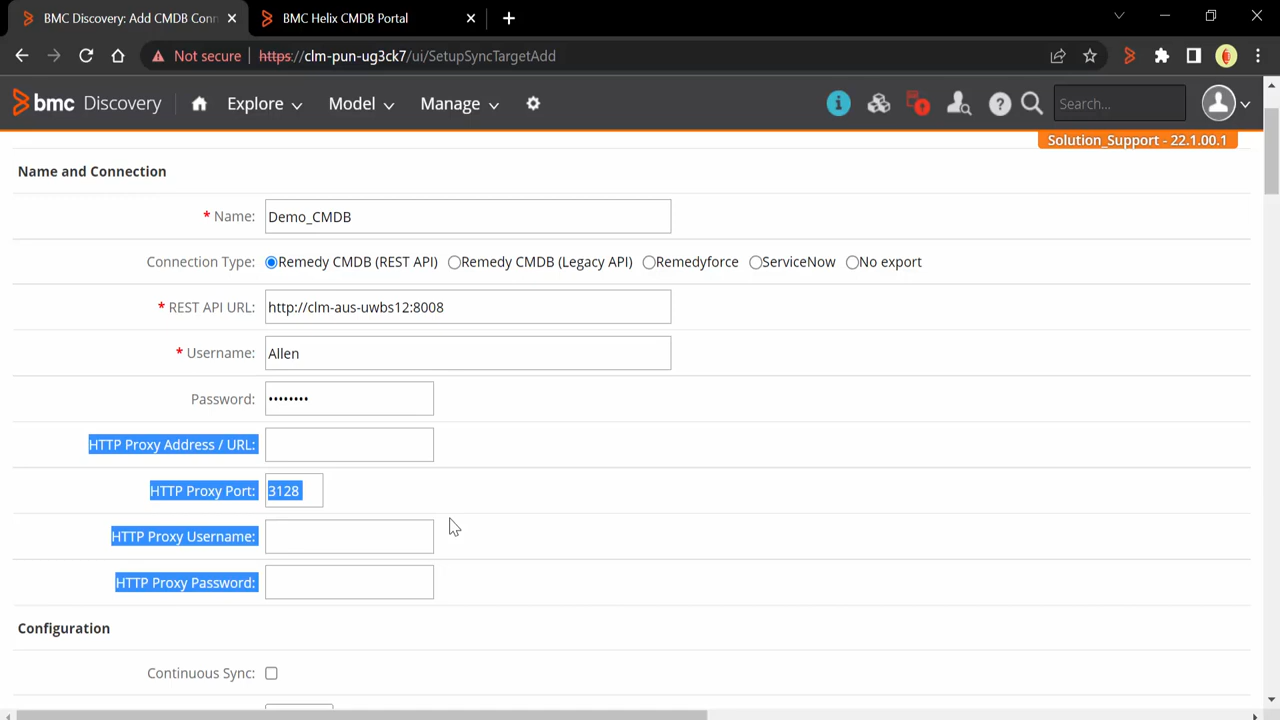 BMC Discovery: Add CMDB Conn
BMC Helix CMDB Portal
Not secure
https://clm-pun-ug3ck7/ui/SetupSyncTargetAdd
bmc Discovery
Explore
Model
Manage
Search...
Solution_Support - 22.1.00.1
Name and Connection
* Name: Demo_CMDB
Connection Type: Remedy CMDB (REST API) Remedy CMDB (Legacy API) Remedyforce ServiceNow No export
* REST API URL: http://clm-aus-uwbs12:8008
* Username: Allen
Password: ••••••••
HTTP Proxy Address / URL:
HTTP Proxy Port: 3128
HTTP Proxy Username:
HTTP Proxy Password:
Configuration
Continuous Sync: